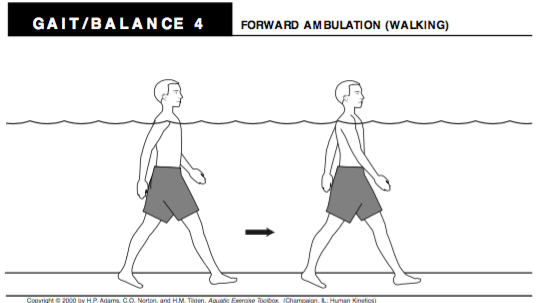 GAIT/BALANCE 4
FORWARD AMBULATION (WALKING)
Copyright © 2000 by H.P. Adams, C.O. Norton, and H.M. Tilden, Aquatic Exercise Toolbox. (Champaign, IL: Human Kinetics)